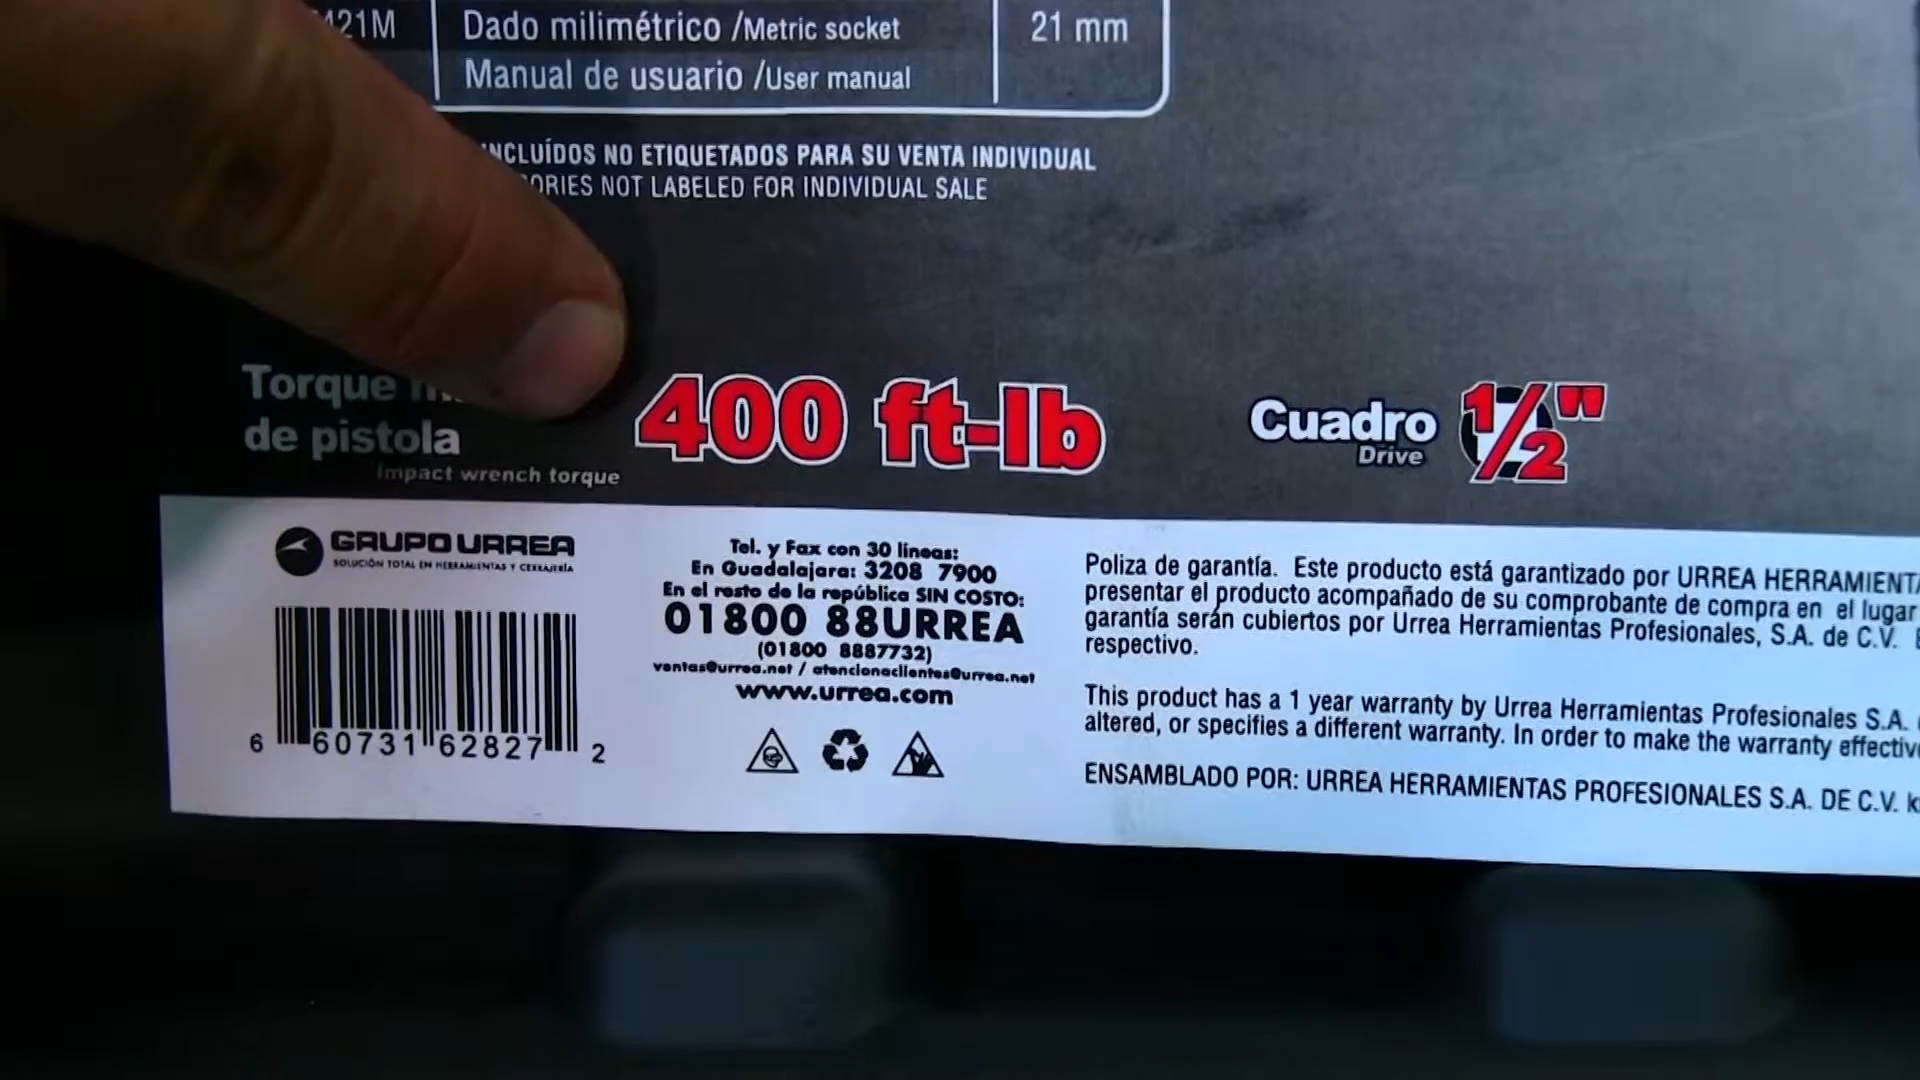 421M Dado milimétrico /Metric socket 21 mm
Manual de usuario /User manual
INCLUÍDOS NO ETIQUETADOS PARA SU VENTA INDIVIDUAL
ORIES NOT LABELED FOR INDIVIDUAL SALE
Torque
de pistola
Impact wrench torque
400 ft-lb
Cuadro
Drive
1/2"
GRUPO URREA
SOLUCIÓN TOTAL EN HERRAMIENTAS Y CERRAJERÍA
6 60731 62827 2
Tel. y Fax con 30 líneas:
En Guadalajara: 3208 7900
En el resto de la república SIN COSTO:
01800 88URREA
(01800 8887732)
ventas@urrea.net / atencionaclientes@urrea.net
www.urrea.com
Poliza de garantía. Este producto está garantizado por URREA HERRAMIENTA
presentar el producto acompañado de su comprobante de compra en el lugar
garantía serán cubiertos por Urrea Herramientas Profesionales, S.A. de C.V.
respectivo.
This product has a 1 year warranty by Urrea Herramientas Profesionales S.A.
altered, or specifies a different warranty. In order to make the warranty effective
ENSAMBLADO POR: URREA HERRAMIENTAS PROFESIONALES S.A. DE C.V.